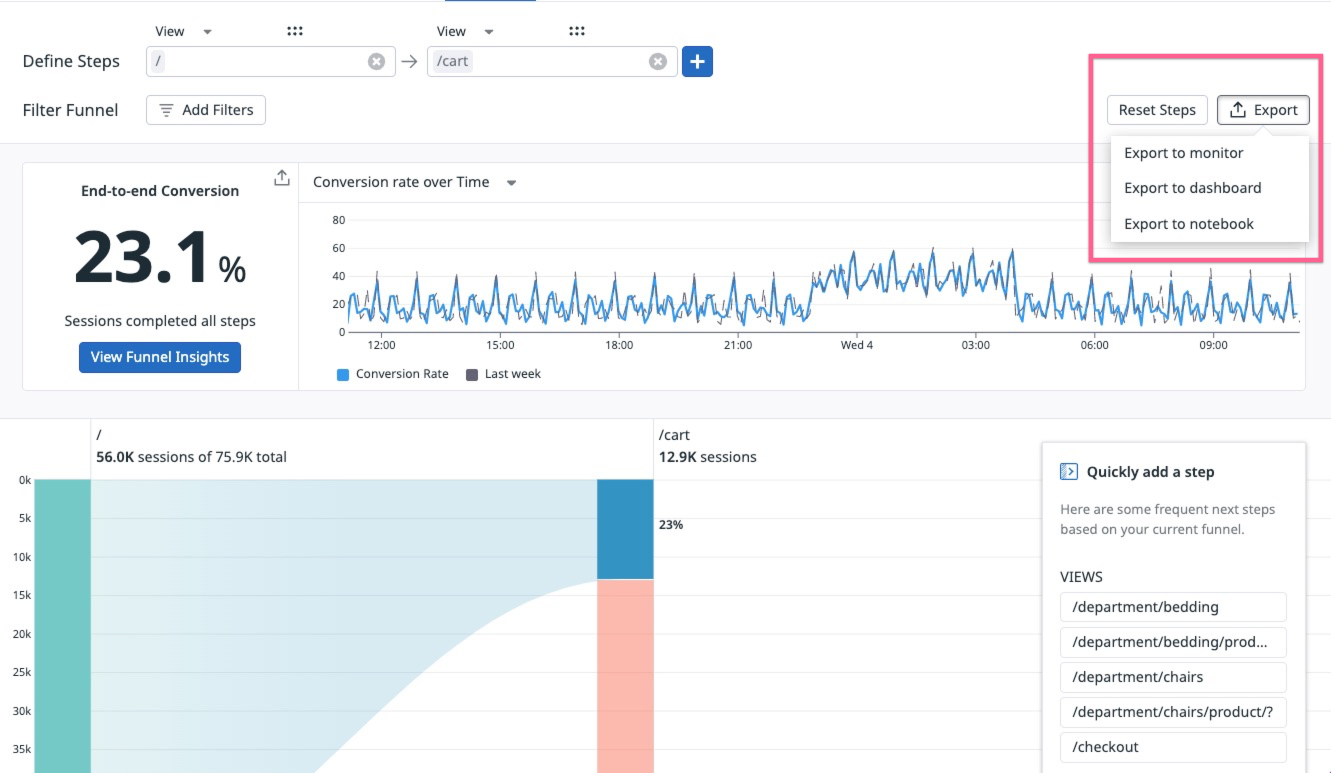 View
View
Define Steps
/
/cart
Filter Funnel
Add Filters
Reset Steps
Export
Export to monitor
Export to dashboard
Export to notebook
End-to-end Conversion
23.1%
Sessions completed all steps
View Funnel Insights
Conversion rate over Time
80
60
40
20
0
12:00 15:00 18:00 21:00 Wed 4 03:00 06:00 09:00
Conversion Rate Last week
/
56.0K sessions of 75.9K total
/cart
12.9K sessions
0k
5k
10k
15k
20k
25k
30k
35k
23%
Quickly add a step
Here are some frequent next steps
based on your current funnel.
VIEWS
/department/bedding
/department/bedding/prod...
/department/chairs
/department/chairs/product/?
/checkout